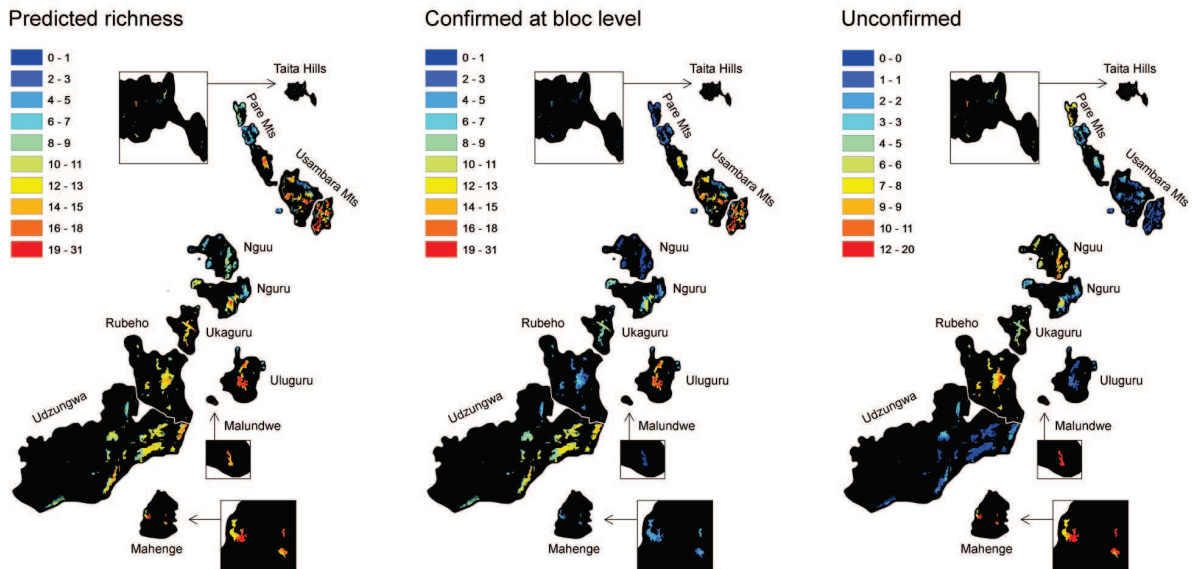 Predicted richness
0 - 1
2 - 3
4 - 5
6 - 7
8 - 9
10 - 11
12 - 13
14 - 15
16 - 18
19 - 31
Taita Hills
Pare Mts
Usambara Mts
Nguu
Nguru
Rubeho
Ukaguru
Uluguru
Udzungwa
Malundwe
Mahenge
Confirmed at bloc level
0 - 1
2 - 3
4 - 5
6 - 7
8 - 9
10 - 11
12 - 13
14 - 15
16 - 18
19 - 31
Taita Hills
Pare Mts
Usambara Mts
Nguu
Nguru
Rubeho
Ukaguru
Uluguru
Udzungwa
Malundwe
Mahenge
Unconfirmed
0 - 0
1 - 1
2 - 2
3 - 3
4 - 5
6 - 6
7 - 8
9 - 9
10 - 11
12 - 20
Taita Hills
Pare Mts
Usambara Mts
Nguu
Nguru
Rubeho
Ukaguru
Uluguru
Udzungwa
Malundwe
Mahenge